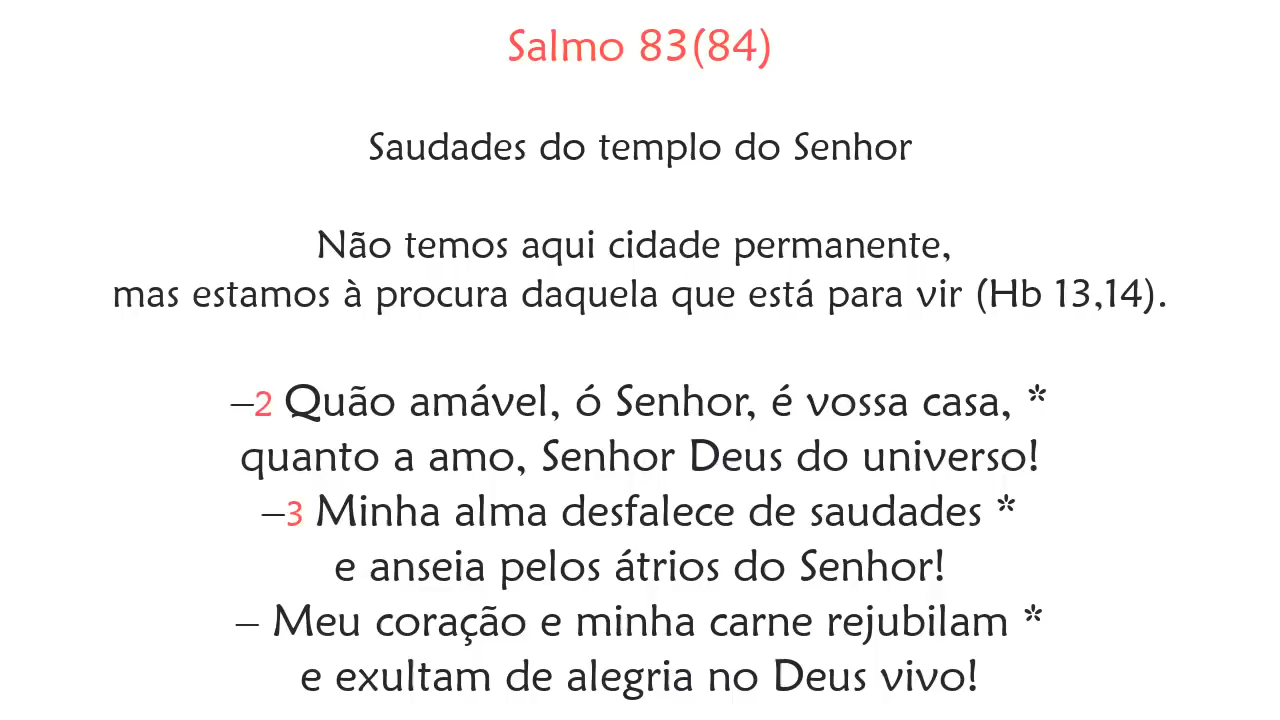 Salmo 83(84)
Saudades do templo do Senhor
Não temos aqui cidade permanente,
mas estamos à procura daquela que está para vir (Hb 13,14).
–2 Quão amável, ó Senhor, é vossa casa, *
quanto a amo, Senhor Deus do universo!
–3 Minha alma desfalece de saudades *
e anseia pelos átrios do Senhor!
– Meu coração e minha carne rejubilam *
e exultam de alegria no Deus vivo!